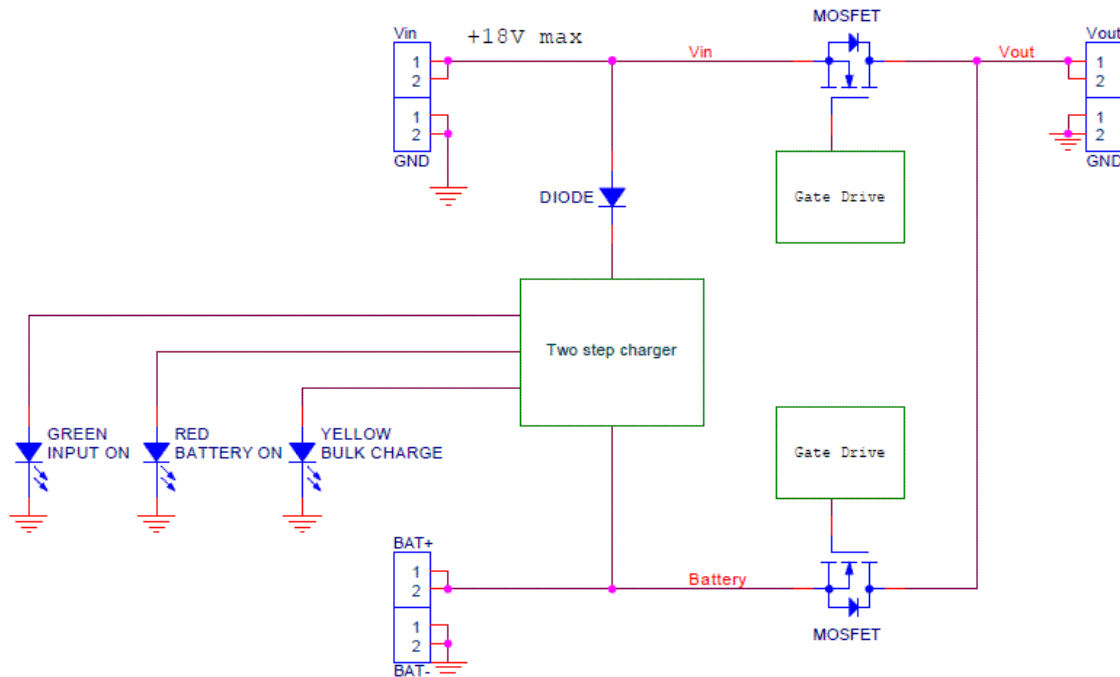 MOSFET
Vin
+18V max
Vin
Vout
Vout
1
2
1
2
GND
1
2
1
2
GND
Gate Drive
DIODE
Two step charger
GREEN
INPUT ON
RED
BATTERY ON
YELLOW
BULK CHARGE
Gate Drive
BAT+
1
2
1
2
BAT-
Battery
MOSFET